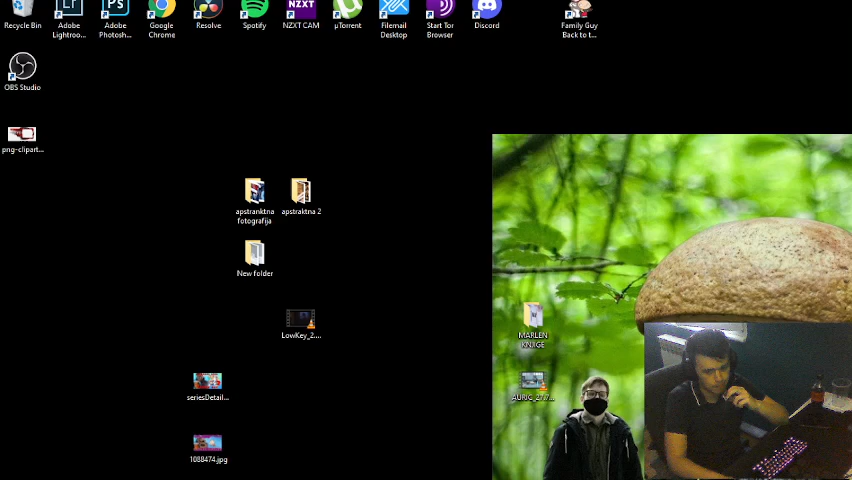 Recycle Bin
Adobe Lightroo...
Adobe Photosh...
Google Chrome
Resolve
Spotify
NZXT
NZXT CAM
µTorrent
Filemail Desktop
Start Tor Browser
Discord
Family Guy Back to t...
OBS Studio
png-clipart...
apstranktna fotografija
apstraktna 2
New folder
LowKey_2....
MARLEN KNJIGE
seriesDetail...
1088474.jpg